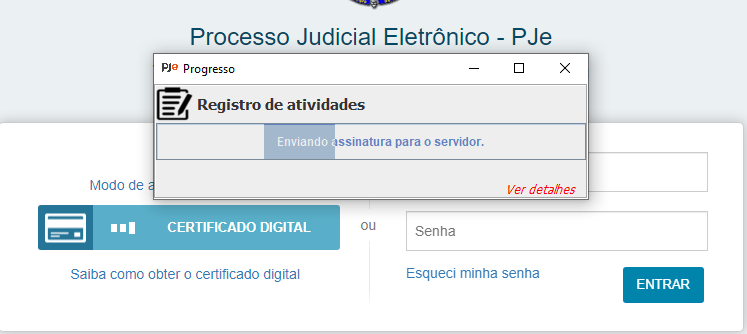 Processo Judicial Eletrônico - PJe
PJe Progresso
Registro de atividades
Enviando assinatura para o servidor.
Ver detalhes
Modo de a
CERTIFICADO DIGITAL
ou
Senha
Saiba como obter o certificado digital
Esqueci minha senha
ENTRAR